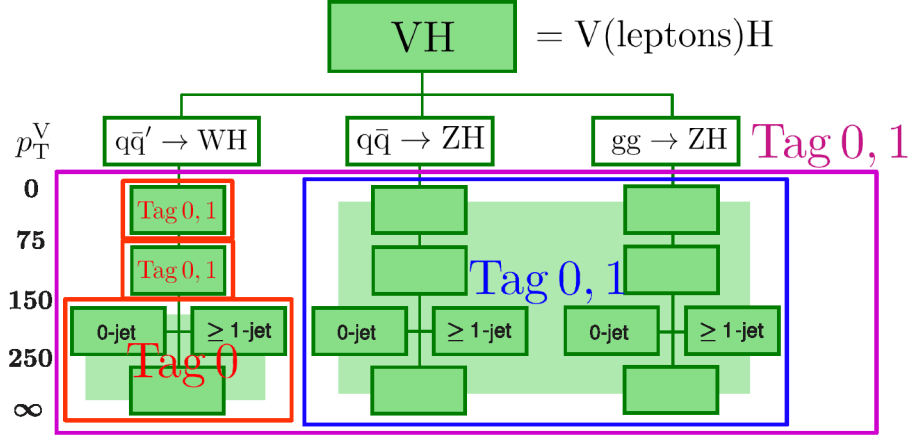 VH = V(leptons)H
p_T^V qq̄′ → WH qq̄ → ZH gg → ZH Tag 0, 1
0
Tag 0, 1
75
Tag 0, 1
Tag 0, 1
150
0-jet ≥ 1-jet 0-jet ≥ 1-jet 0-jet ≥ 1-jet
250
Tag 0
∞